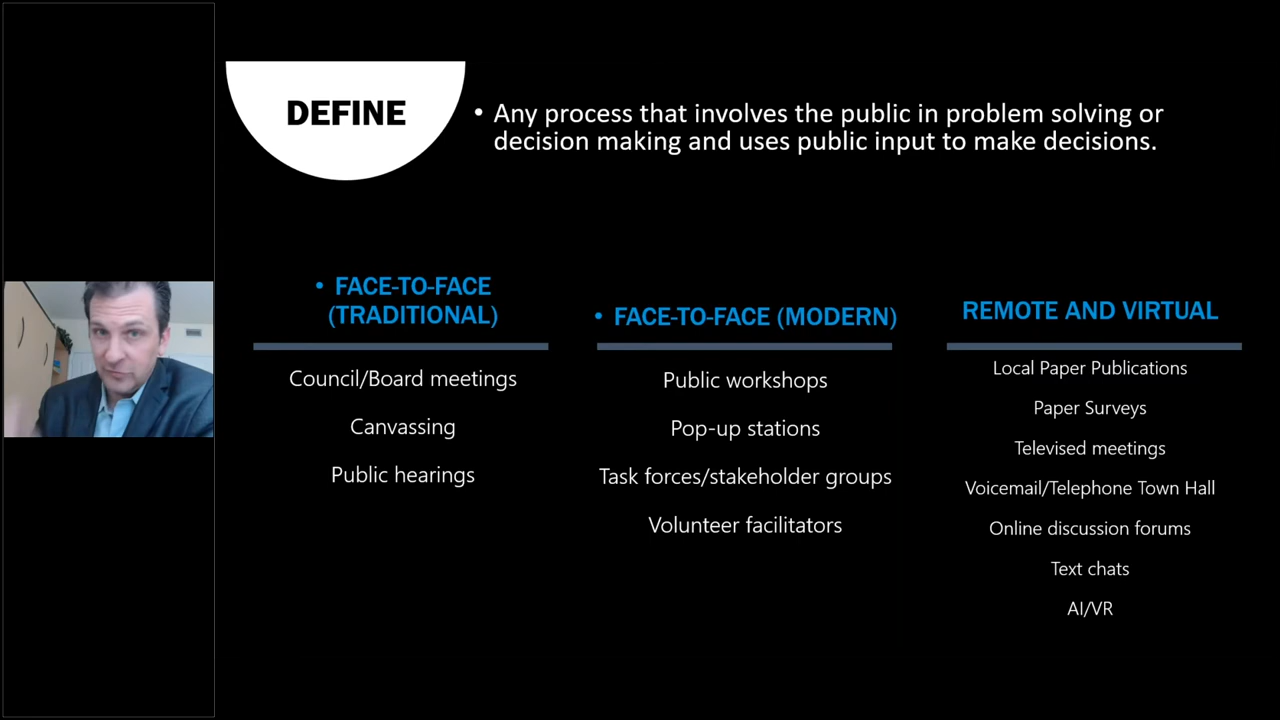 DEFINE
• Any process that involves the public in problem solving or
decision making and uses public input to make decisions.
• FACE-TO-FACE
(TRADITIONAL)
Council/Board meetings
Canvassing
Public hearings
• FACE-TO-FACE (MODERN)
Public workshops
Pop-up stations
Task forces/stakeholder groups
Volunteer facilitators
REMOTE AND VIRTUAL
Local Paper Publications
Paper Surveys
Televised meetings
Voicemail/Telephone Town Hall
Online discussion forums
Text chats
AI/VR